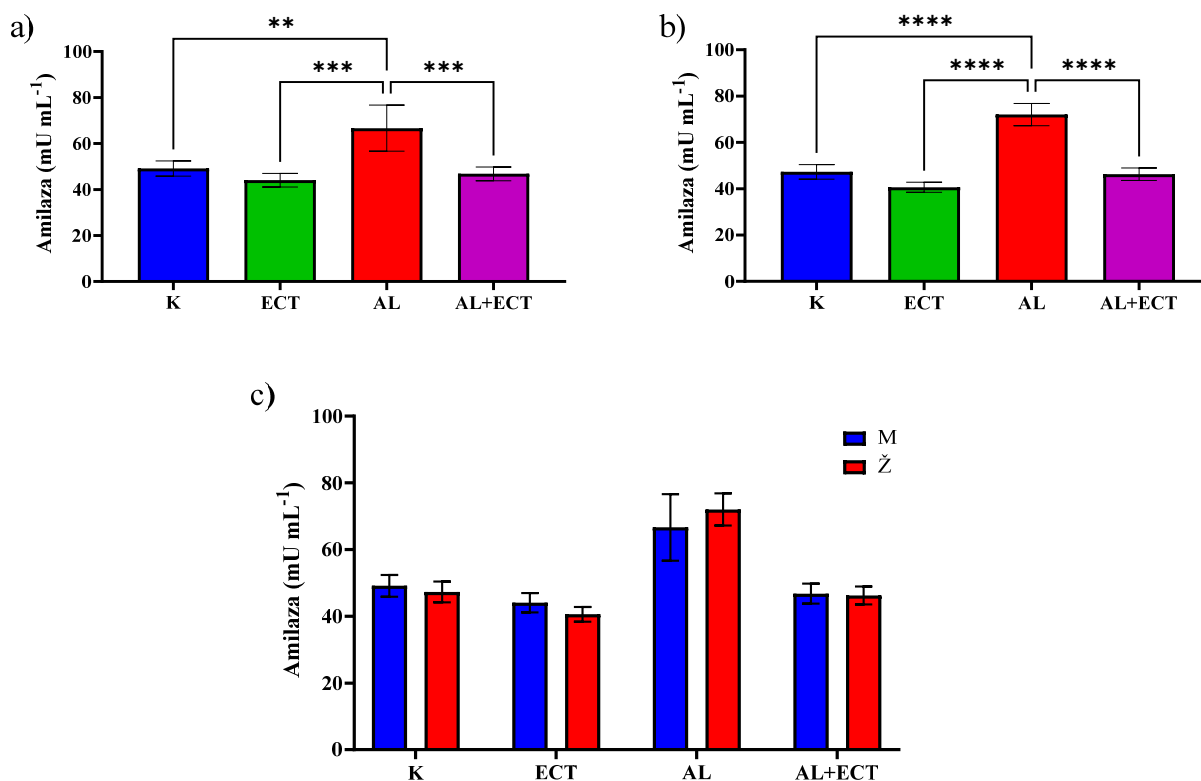 a)
**
***
***
Amilaza (mU mL-1)
100
80
60
40
20
0
K
ECT
AL
AL+ECT
b)
****
****
****
Amilaza (mU mL-1)
100
80
60
40
20
0
K
ECT
AL
AL+ECT
c)
Amilaza (mU mL-1)
100
80
60
40
20
0
K
ECT
AL
AL+ECT
M
Ž